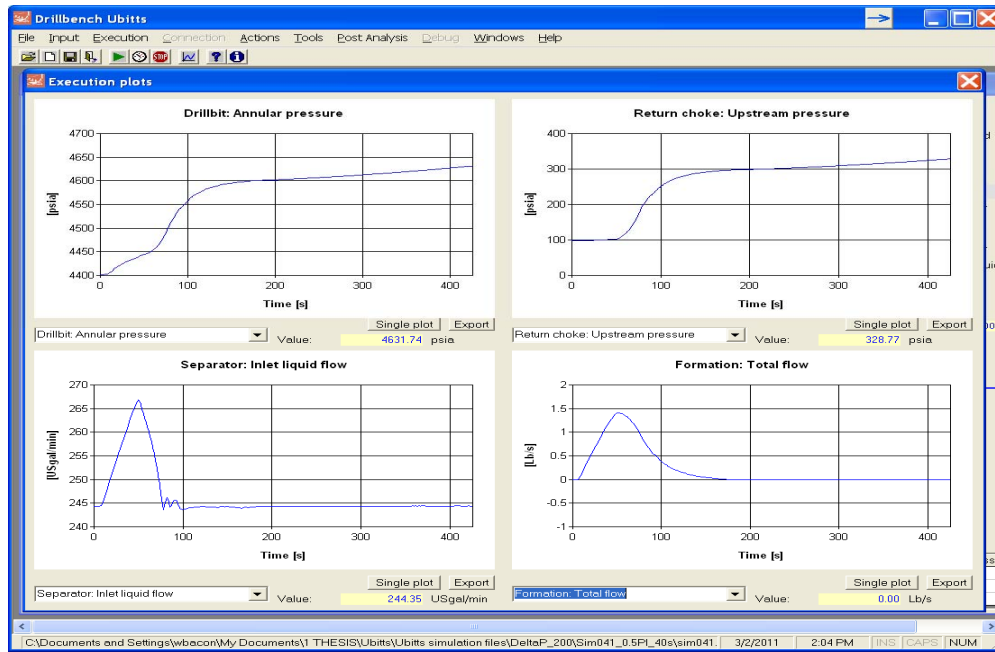 Drillbench Ubitts
File Input Execution Connection Actions Tools Post Analysis Debug Windows Help
STOP ?
Execution plots
Drillbit: Annular pressure
4700
4650
4600
4550
4500
4450
4400
[psia]
0 100 200 300 400
Time [s]
Single plot Export
Drillbit: Annular pressure Value: 4631.74 psia
Return choke: Upstream pressure
400
300
200
100
0
[psia]
0 100 200 300 400
Time [s]
Single plot Export
Return choke: Upstream pressure Value: 328.77 psia
Separator: Inlet liquid flow
270
265
260
255
250
245
240
[USgal/min]
0 100 200 300 400
Time [s]
Single plot Export
Separator: Inlet liquid flow Value: 244.35 USgal/min
Formation: Total flow
2
1.5
1
0.5
0
-0.5
-1
[Lb/s]
0 100 200 300 400
Time [s]
Single plot Export
Formation: Total flow Value: 0.00 Lb/s
C:\Documents and Settings\wbacon\My Documents\1 THESIS\Ubitts\Ubitts simulation files\DeltaP_200\Sim041_0.5PI_40s\sim041. 3/2/2011 2:04 PM INS CAPS NUM